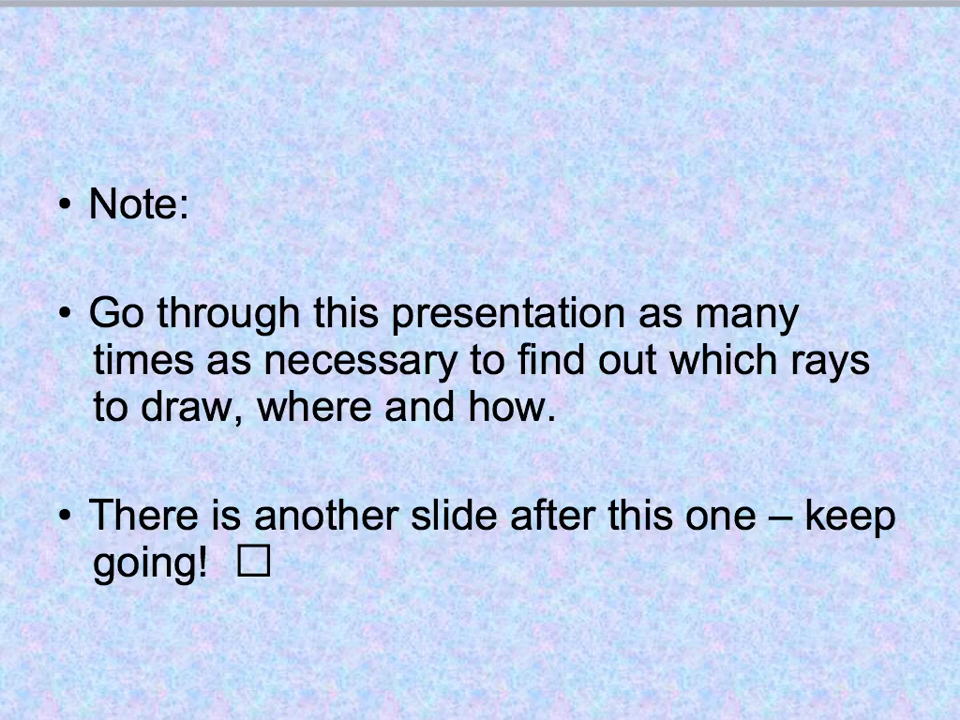 • Note:
• Go through this presentation as many
times as necessary to find out which rays
to draw, where and how.
• There is another slide after this one – keep
going! □